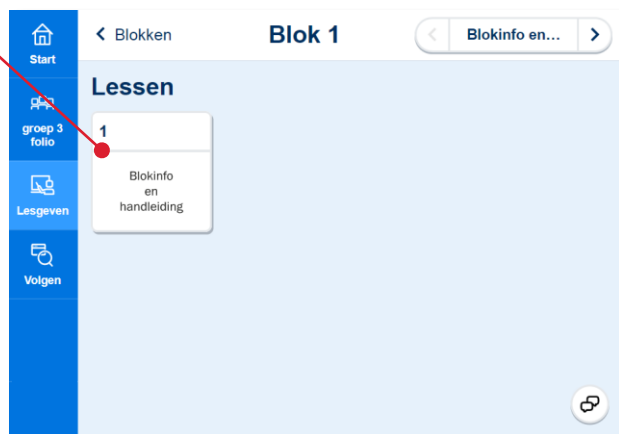 Start
groep 3
folio
Lesgeven
Volgen
Blokken
Blok 1
Blokinfo en...
Lessen
1
Blokinfo
en
handleiding